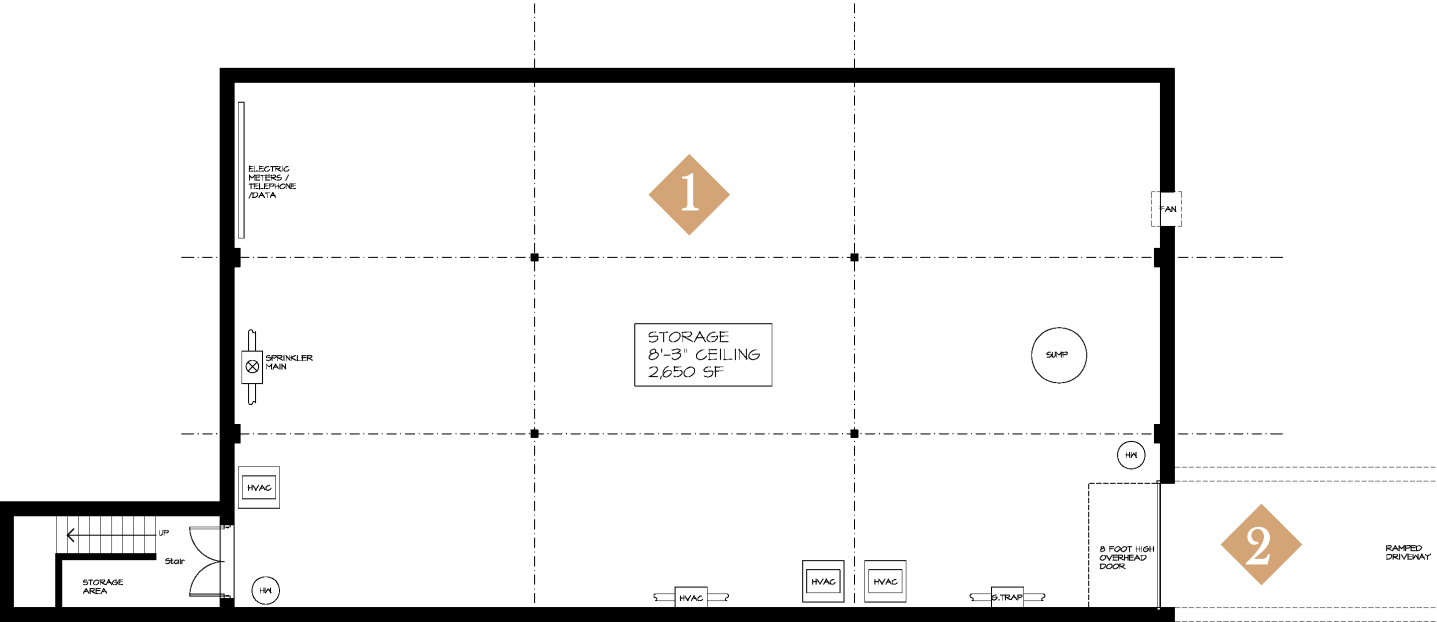 1
ELECTRIC
METERS /
TELEPHONE
/DATA
FAN
STORAGE
8'-3" CEILING
2,650 SF
SPRINKLER
MAIN
SUMP
HW
HVAC
UP
Stair
STORAGE
AREA
HW
HVAC
HVAC
HVAC
G.TRAP
8 FOOT HIGH
OVERHEAD
DOOR
2
RAMPED
DRIVEWAY